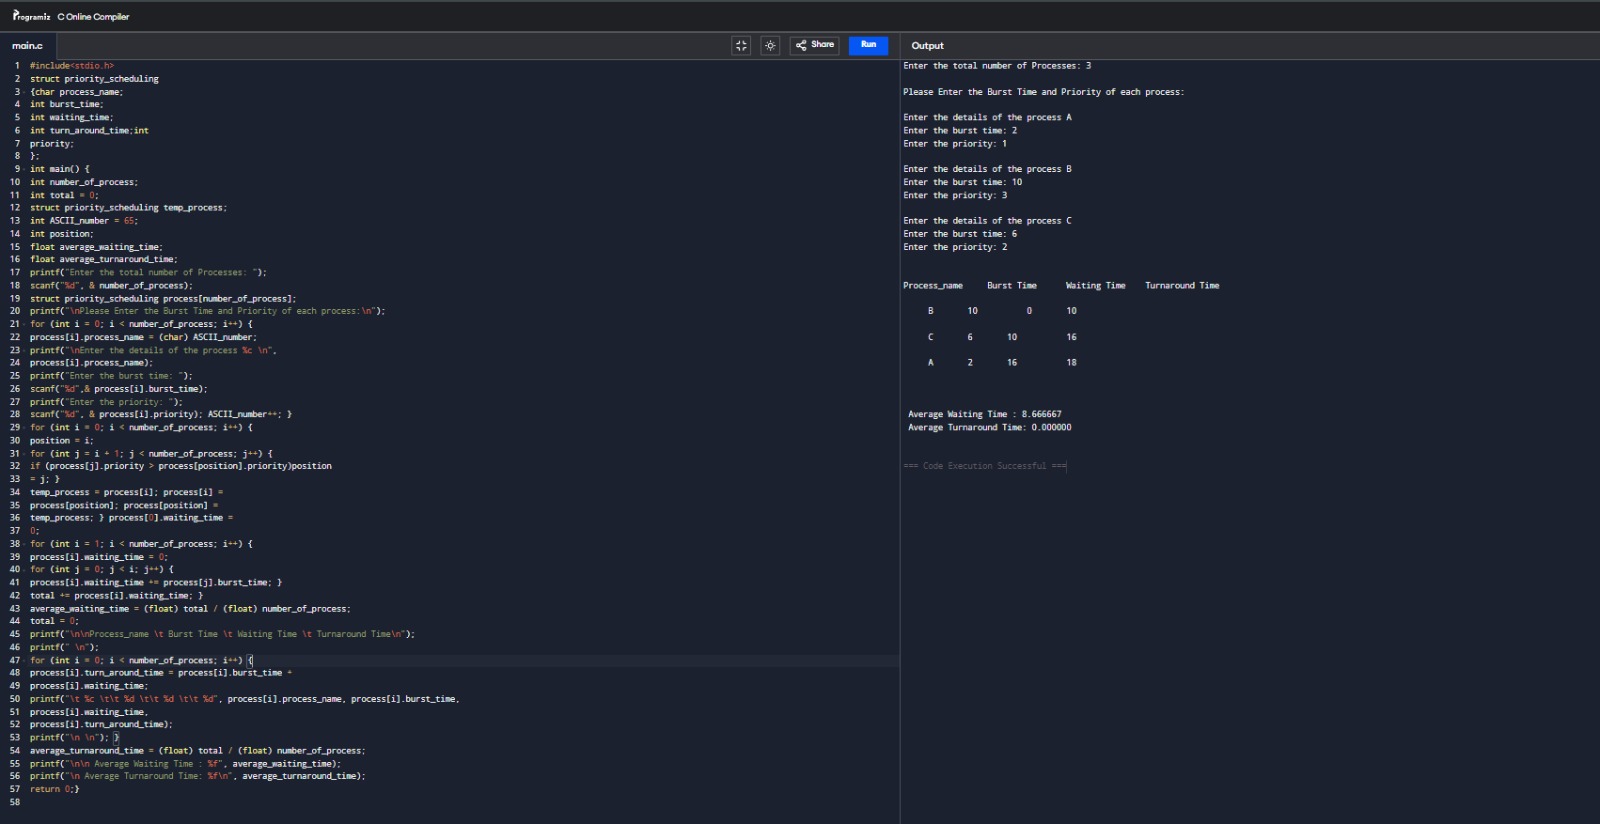 Programiz C Online Compiler
main.c
Share
Run
Output
1 #include<stdio.h>
2 struct priority_scheduling
3 {char process_name;
4 int burst_time;
5 int waiting_time;
6 int turn_around_time;int
7 priority;
8 };
9 int main() {
10 int number_of_process;
11 int total = 0;
12 struct priority_scheduling temp_process;
13 int ASCII_number = 65;
14 int position;
15 float average_waiting_time;
16 float average_turnaround_time;
17 printf("Enter the total number of Processes: ");
18 scanf("%d", & number_of_process);
19 struct priority_scheduling process[number_of_process];
20 printf("\nPlease Enter the Burst Time and Priority of each process:\n");
21 for (int i = 0; i < number_of_process; i++) {
22 process[i].process_name = (char) ASCII_number;
23 printf("\nEnter the details of the process %c \n",
24 process[i].process_name);
25 printf("Enter the burst time: ");
26 scanf("%d",& process[i].burst_time);
27 printf("Enter the priority: ");
28 scanf("%d", & process[i].priority); ASCII_number++; }
29 for (int i = 0; i < number_of_process; i++) {
30 position = i;
31 for (int j = i + 1; j < number_of_process; j++) {
32 if (process[j].priority > process[position].priority)position
33 = j; }
34 temp_process = process[i]; process[i] =
35 process[position]; process[position] =
36 temp_process; } process[0].waiting_time =
37 0;
38 for (int i = 1; i < number_of_process; i++) {
39 process[i].waiting_time = 0;
40 for (int j = 0; j < i; j++) {
41 process[i].waiting_time += process[j].burst_time; }
42 total += process[i].waiting_time; }
43 average_waiting_time = (float) total / (float) number_of_process;
44 total = 0;
45 printf("\n\nProcess_name \t Burst Time \t Waiting Time \t Turnaround Time\n");
46 printf(" \n");
47 for (int i = 0; i < number_of_process; i++) {
48 process[i].turn_around_time = process[i].burst_time +
49 process[i].waiting_time;
50 printf("\t %c \t\t %d \t\t %d \t\t %d", process[i].process_name, process[i].burst_time,
51 process[i].waiting_time,
52 process[i].turn_around_time);
53 printf("\n \n"); }
54 average_turnaround_time = (float) total / (float) number_of_process;
55 printf("\n\n Average Waiting Time : %f", average_waiting_time);
56 printf("\n Average Turnaround Time: %f\n", average_turnaround_time);
57 return 0;}
58
Enter the total number of Processes: 3
Please Enter the Burst Time and Priority of each process:
Enter the details of the process A
Enter the burst time: 2
Enter the priority: 1
Enter the details of the process B
Enter the burst time: 10
Enter the priority: 3
Enter the details of the process C
Enter the burst time: 6
Enter the priority: 2
Process_name Burst Time Waiting Time Turnaround Time
B 10 0 10
C 6 10 16
A 2 16 18
Average Waiting Time : 8.666667
Average Turnaround Time: 0.000000
=== Code Execution Successful ===